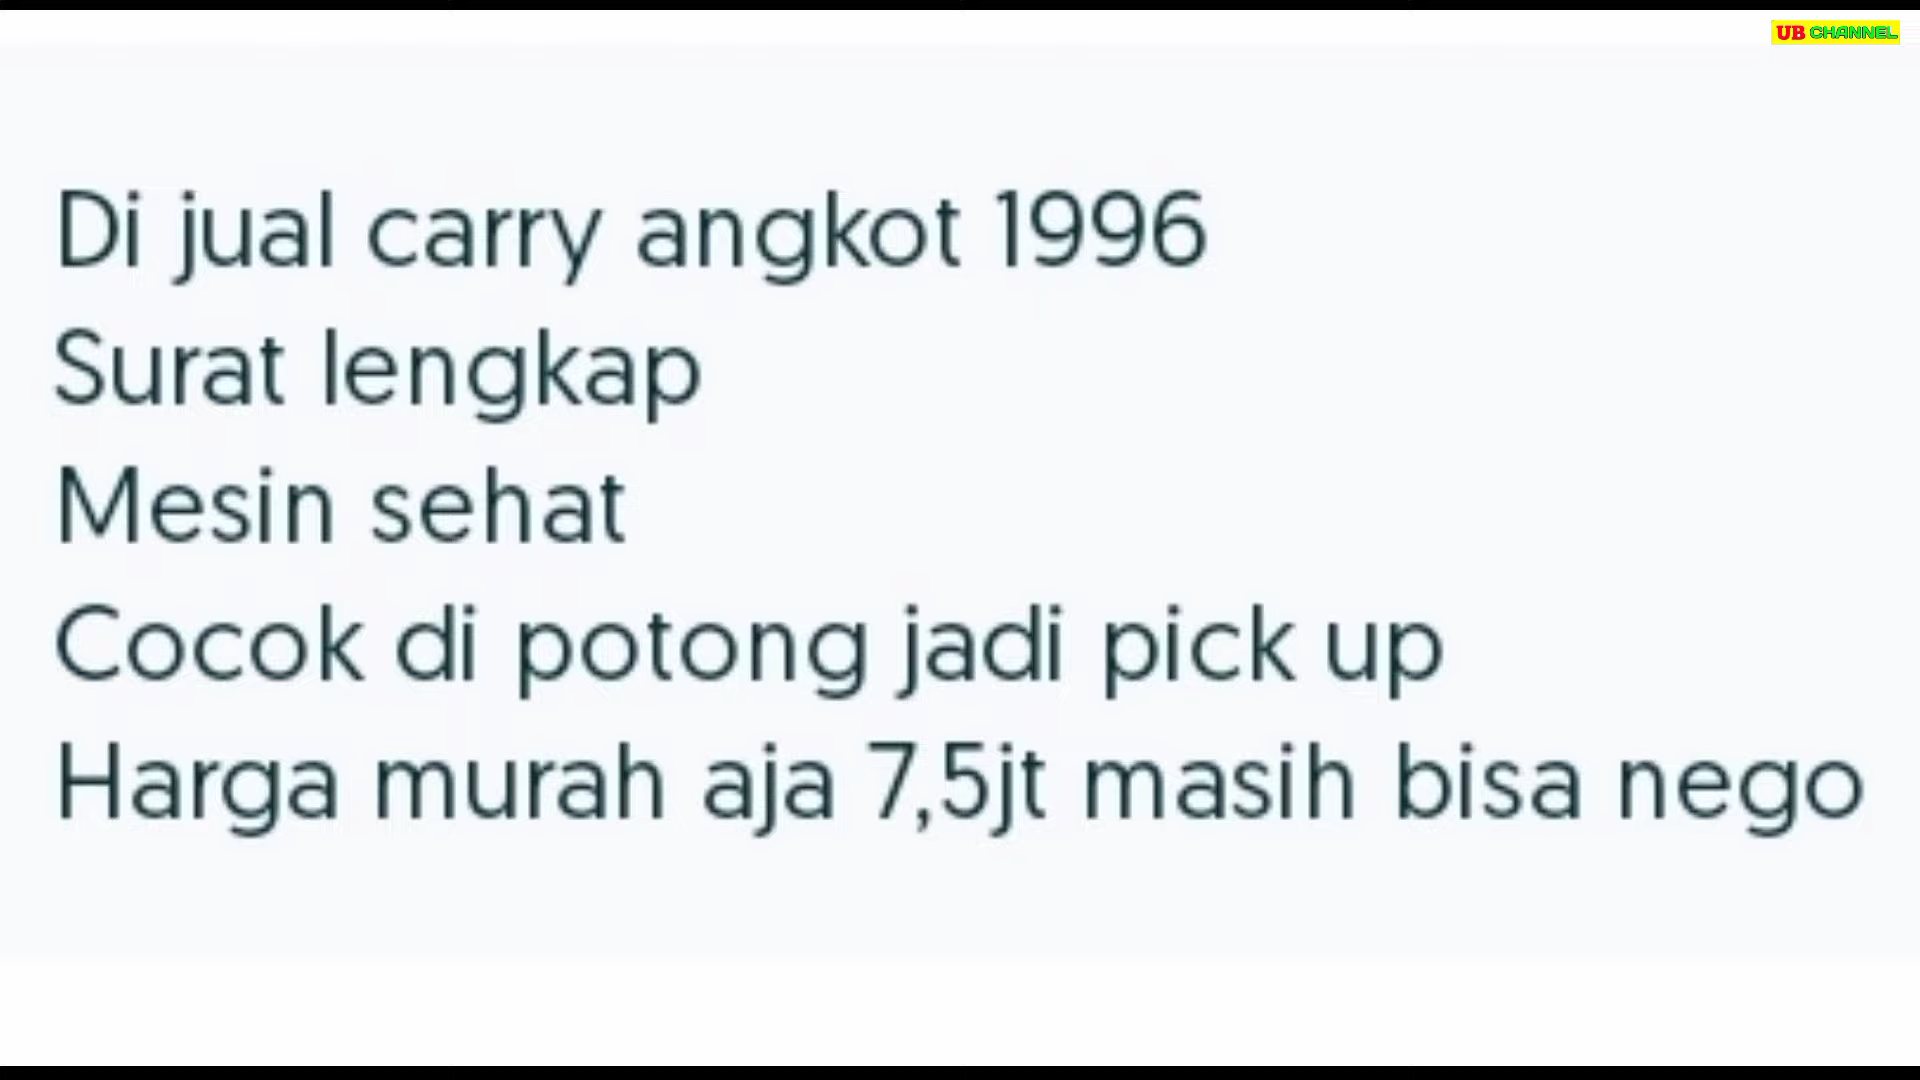 UB CHANNEL
Di jual carry angkot 1996
Surat lengkap
Mesin sehat
Cocok di potong jadi pick up
Harga murah aja 7,5jt masih bisa nego